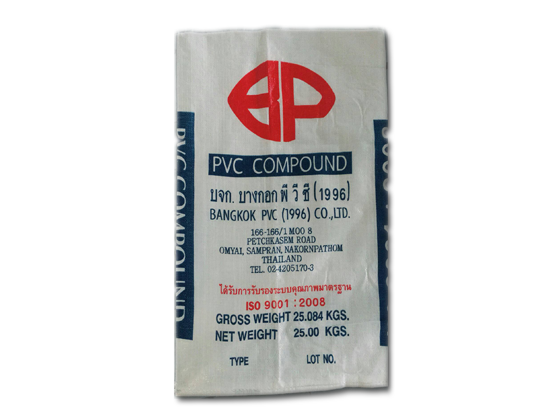 BP
PVC COMPOUND
บจก. บางกอก พี วี ซี (1996)
BANGKOK PVC (1996) CO.,LTD.
166-166/1 MOO 8
PETCHKASEM ROAD
OMYAI, SAMPRAN, NAKORNPATHOM
THAILAND
TEL. 02-4205170-3
ได้รับการรับรองระบบคุณภาพมาตรฐาน
ISO 9001 : 2008
GROSS WEIGHT 25.084 KGS.
NET WEIGHT 25.00 KGS.
TYPE LOT NO.
PVC COMPOUND